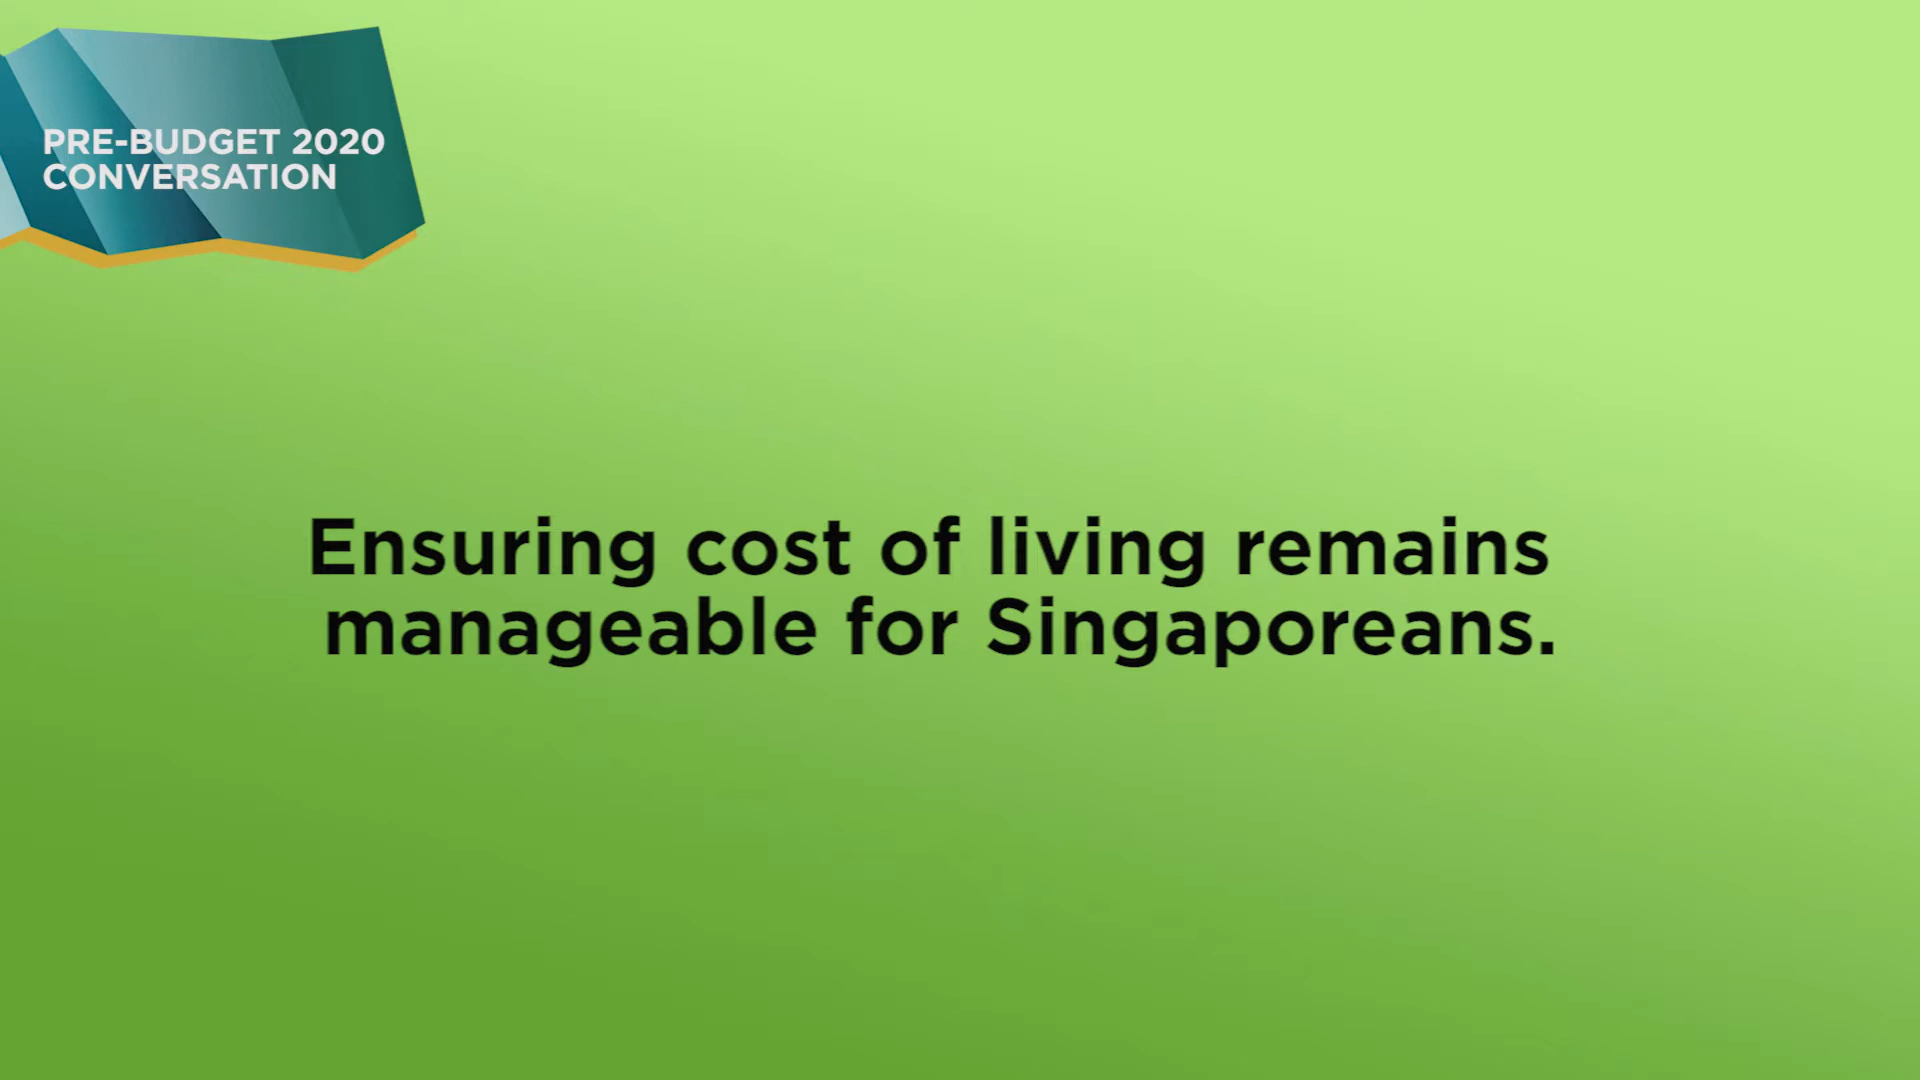 PRE-BUDGET 2020
CONVERSATION
Ensuring cost of living remains
manageable for Singaporeans.